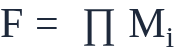 F = ∏ Mᵢ